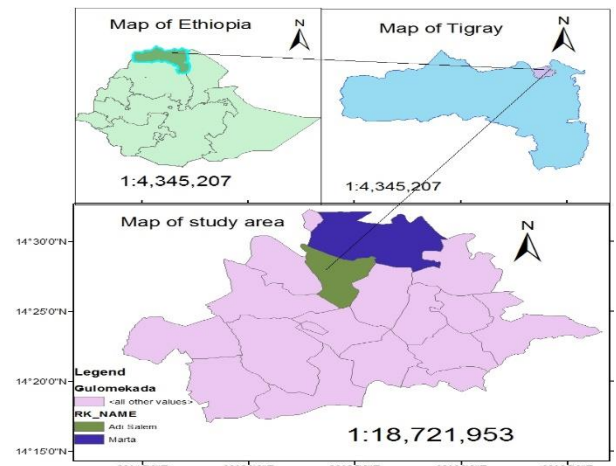 Map of Ethiopia
N
1:4,345,207
Map of Tigray
N
1:4,345,207
Map of study area
N
14°30'0"N
14°25'0"N
14°20'0"N
14°15'0"N
Legend
Gulomekada
<all other values>
RK_NAME
Adi Salem
Marta
1:18,721,953